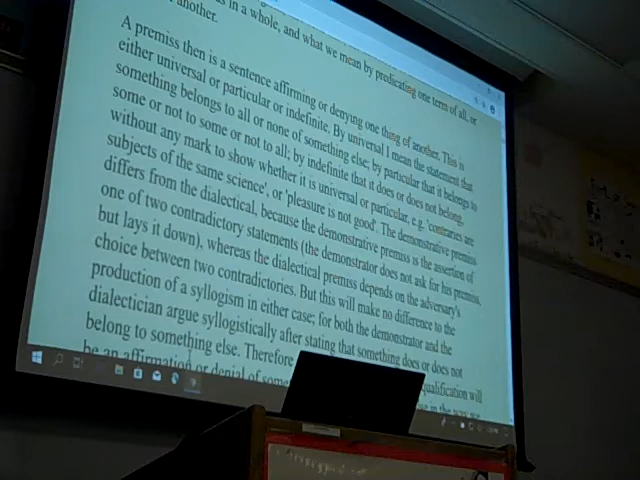 in a whole, and what we mean by predicating one term of all, or
another.
A premiss then is a sentence affirming or denying one thing of another. This is
either universal or particular or indefinite. By universal I mean the statement that
something belongs to all or none of something else; by particular that it belongs to
some or not to some or not to all; by indefinite that it does or does not belong,
without any mark to show whether it is universal or particular, e.g. 'contraries are
subjects of the same science', or 'pleasure is not good'. The demonstrative premiss
differs from the dialectical, because the demonstrative premiss is the assertion of
one of two contradictory statements (the demonstrator does not ask for his premiss,
but lays it down), whereas the dialectical premiss depends on the adversary's
choice between two contradictories. But this will make no difference to the
production of a syllogism in either case; for both the demonstrator and the
dialectician argue syllogistically after stating that something does or does not
belong to something else. Therefore qualification will
be an affirmation or denial of some